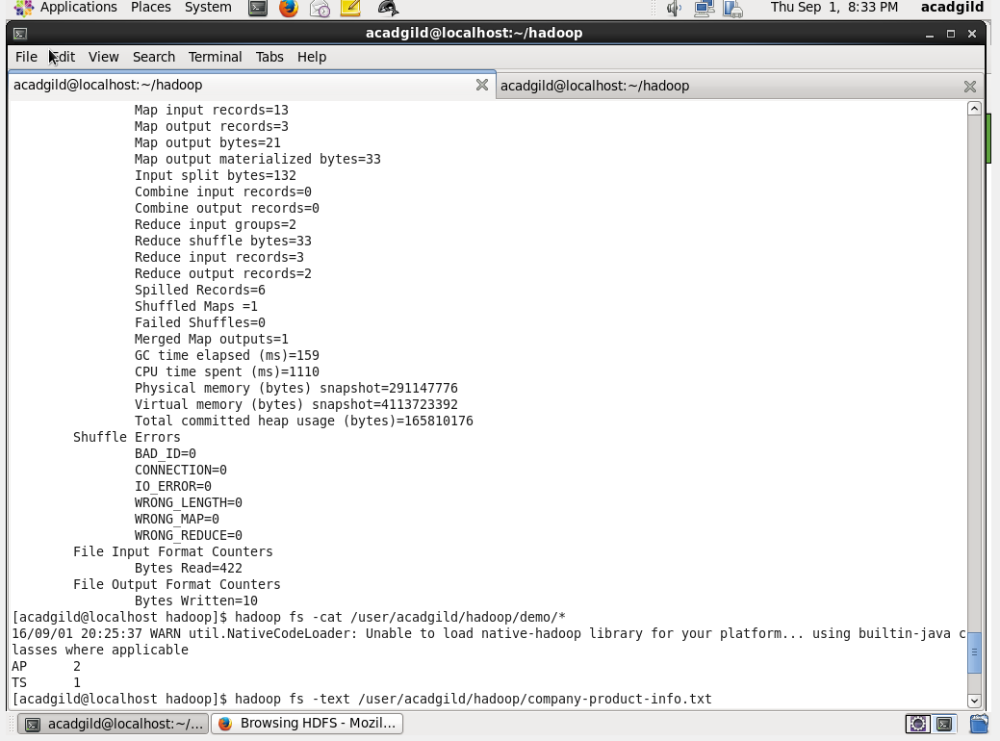 Applications Places System Thu Sep 1, 8:33 PM acadgild
acadgild@localhost:~/hadoop
File Edit View Search Terminal Tabs Help
acadgild@localhost:~/hadoop acadgild@localhost:~/hadoop
Map input records=13
Map output records=3
Map output bytes=21
Map output materialized bytes=33
Input split bytes=132
Combine input records=0
Combine output records=0
Reduce input groups=2
Reduce shuffle bytes=33
Reduce input records=3
Reduce output records=2
Spilled Records=6
Shuffled Maps =1
Failed Shuffles=0
Merged Map outputs=1
GC time elapsed (ms)=159
CPU time spent (ms)=1110
Physical memory (bytes) snapshot=291147776
Virtual memory (bytes) snapshot=4113723392
Total committed heap usage (bytes)=165810176
Shuffle Errors
BAD_ID=0
CONNECTION=0
IO_ERROR=0
WRONG_LENGTH=0
WRONG_MAP=0
WRONG_REDUCE=0
File Input Format Counters
Bytes Read=422
File Output Format Counters
Bytes Written=10
[acadgild@localhost hadoop]$ hadoop fs -cat /user/acadgild/hadoop/demo/*
16/09/01 20:25:37 WARN util.NativeCodeLoader: Unable to load native-hadoop library for your platform... using builtin-java c
lasses where applicable
AP 2
TS 1
[acadgild@localhost hadoop]$ hadoop fs -text /user/acadgild/hadoop/company-product-info.txt
acadgild@localhost:~/... Browsing HDFS - Mozil...